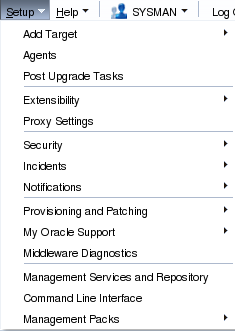 Setup Help SYSMAN Log
Add Target
Agents
Post Upgrade Tasks
Extensibility
Proxy Settings
Security
Incidents
Notifications
Provisioning and Patching
My Oracle Support
Middleware Diagnostics
Management Services and Repository
Command Line Interface
Management Packs